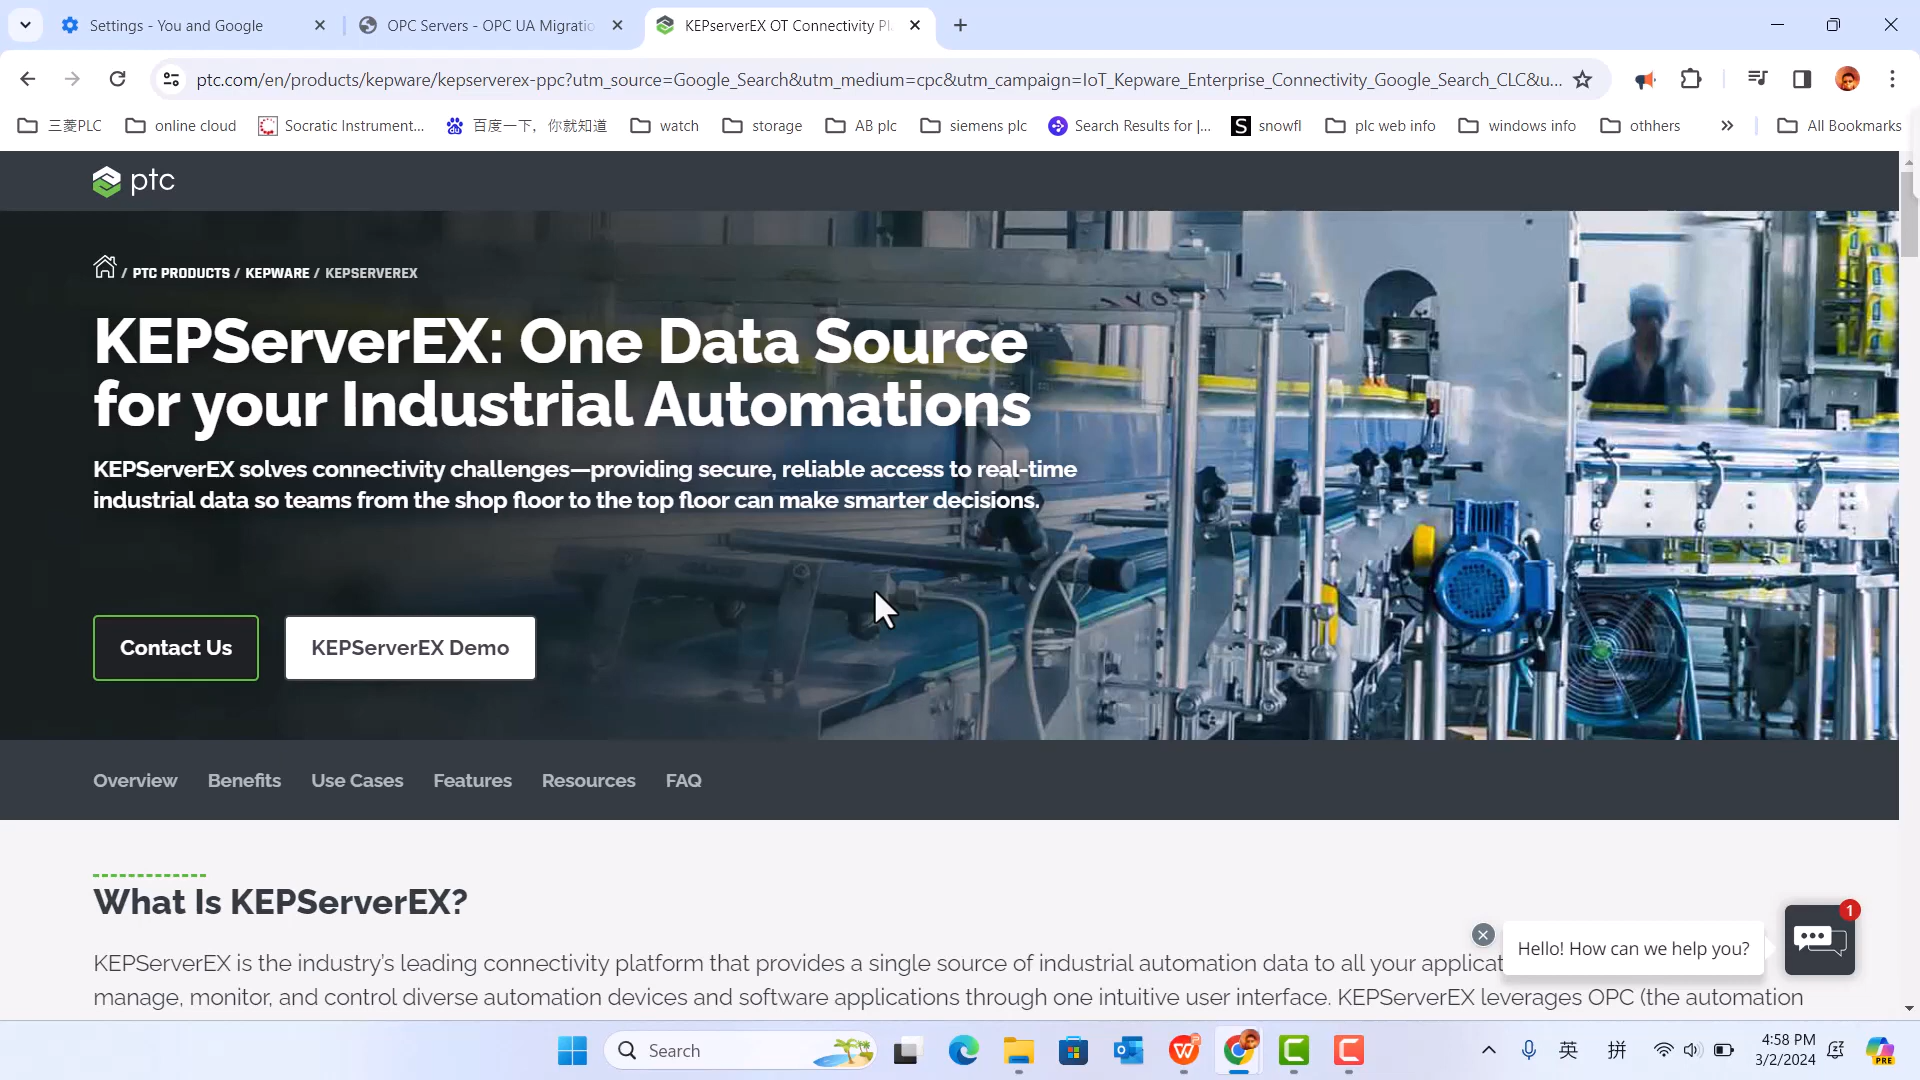 Settings - You and Google
OPC Servers - OPC UA Migratio
KEPserverEX OT Connectivity Pl
ptc.com/en/products/kepware/kepserverex-ppc?utm_source=Google_Search&utm_medium=cpc&utm_campaign=IoT_Kepware_Enterprise_Connectivity_Google_Search_CLC&u...
三菱PLC
online cloud
Socratic Instrument...
百度一下，你就知道
watch
storage
AB plc
siemens plc
Search Results for |...
S snowfl
plc web info
windows info
othhers
»
All Bookmarks
ptc
/ PTC PRODUCTS / KEPWARE / KEPSERVEREX
KEPServerEX: One Data Source
for your Industrial Automations
KEPServerEX solves connectivity challenges—providing secure, reliable access to real-time
industrial data so teams from the shop floor to the top floor can make smarter decisions.
Contact Us
KEPServerEX Demo
Overview
Benefits
Use Cases
Features
Resources
FAQ
What Is KEPServerEX?
KEPServerEX is the industry's leading connectivity platform that provides a single source of industrial automation data to all your applicat
manage, monitor, and control diverse automation devices and software applications through one intuitive user interface. KEPServerEX leverages OPC (the automation
1
Hello! How can we help you?
Search
英
拼
4:58 PM
3/2/2024
PRE